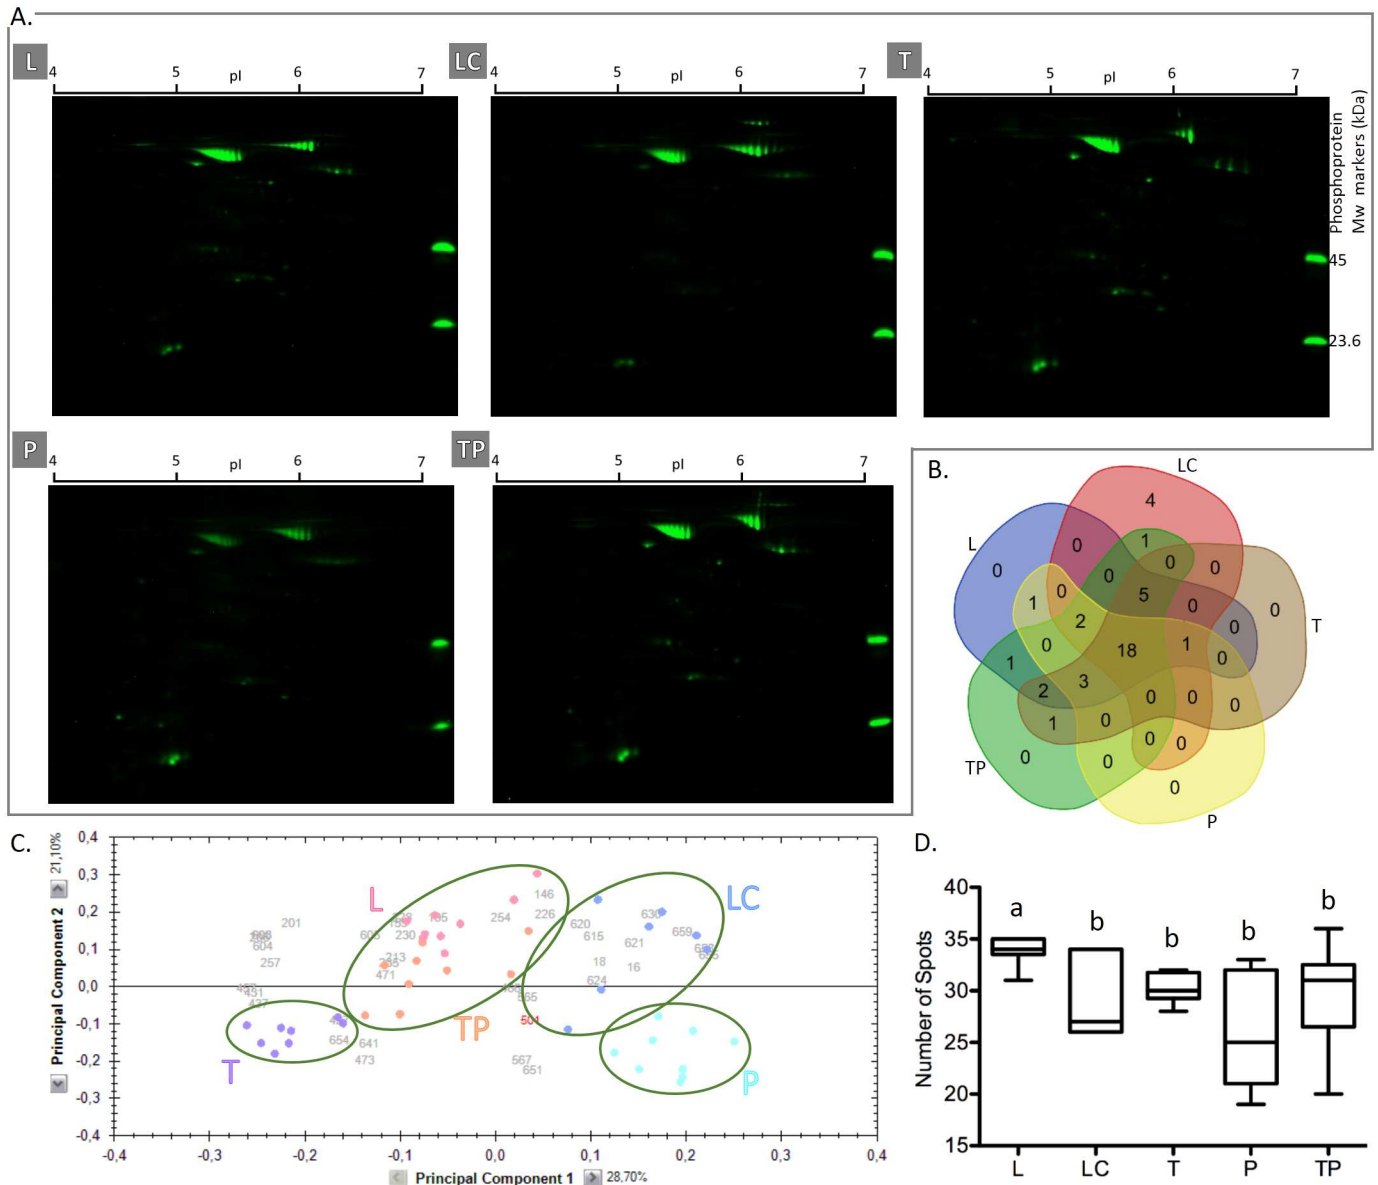 A.
L
4 5 pI 6 7
LC
4 5 pI 6 7
T
4 5 pI 6 7
Phosphoprotein
Mw markers (kDa)
45
23.6
P
4 5 pI 6 7
TP
4 5 pI 6 7
B.
LC
4
L
0
0
1
0
0
0
0
T
0
1
0
2
5
0
0
0
1
18
1
0
2
3
0
0
0
1
0
0
0
TP
0
0
0
P
C.
Principal Component 2 21,10%
0,4
0,3
0,2
0,1
0,0
-0,1
-0,2
-0,3
-0,4
L
LC
TP
T
P
146
201
254
226
620
630
659
230
615
621
604
257
213
18
16
471
624
501
654
641
473
567
651
-0,4 -0,3 -0,2 -0,1 0,0 0,1 0,2 0,3 0,4
Principal Component 1 28,70%
D.
Number of Spots
40
35
30
25
20
15
a b b b b
L LC T P TP